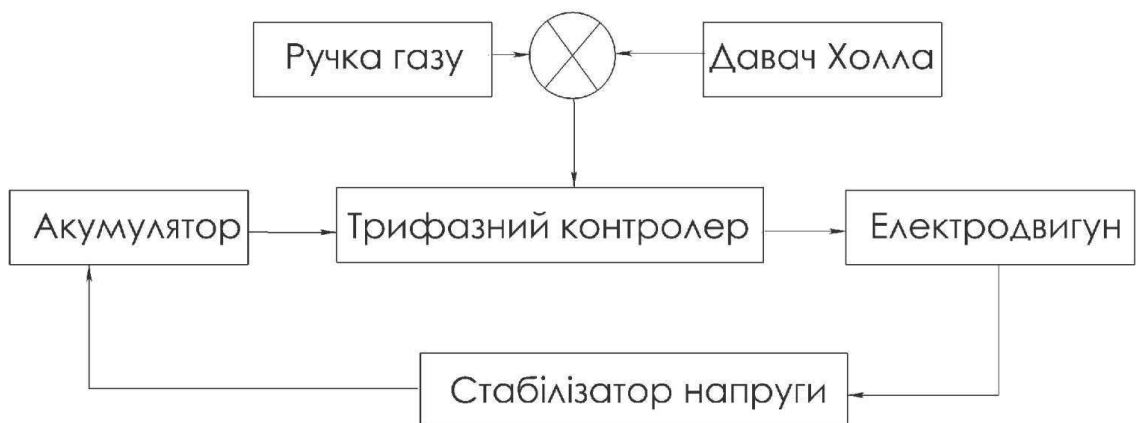 Ручка газу
Давач Холла
Акумулятор
Трифазний контролер
Електродвигун
Стабілізатор напруги